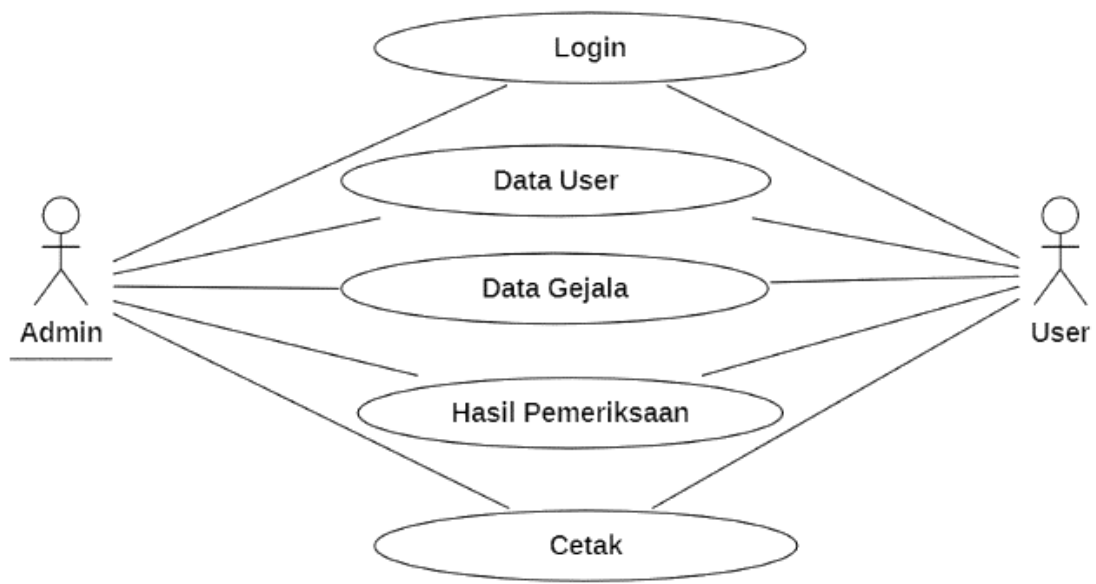 Login
Data User
Data Gejala
Admin
User
Hasil Pemeriksaan
Cetak